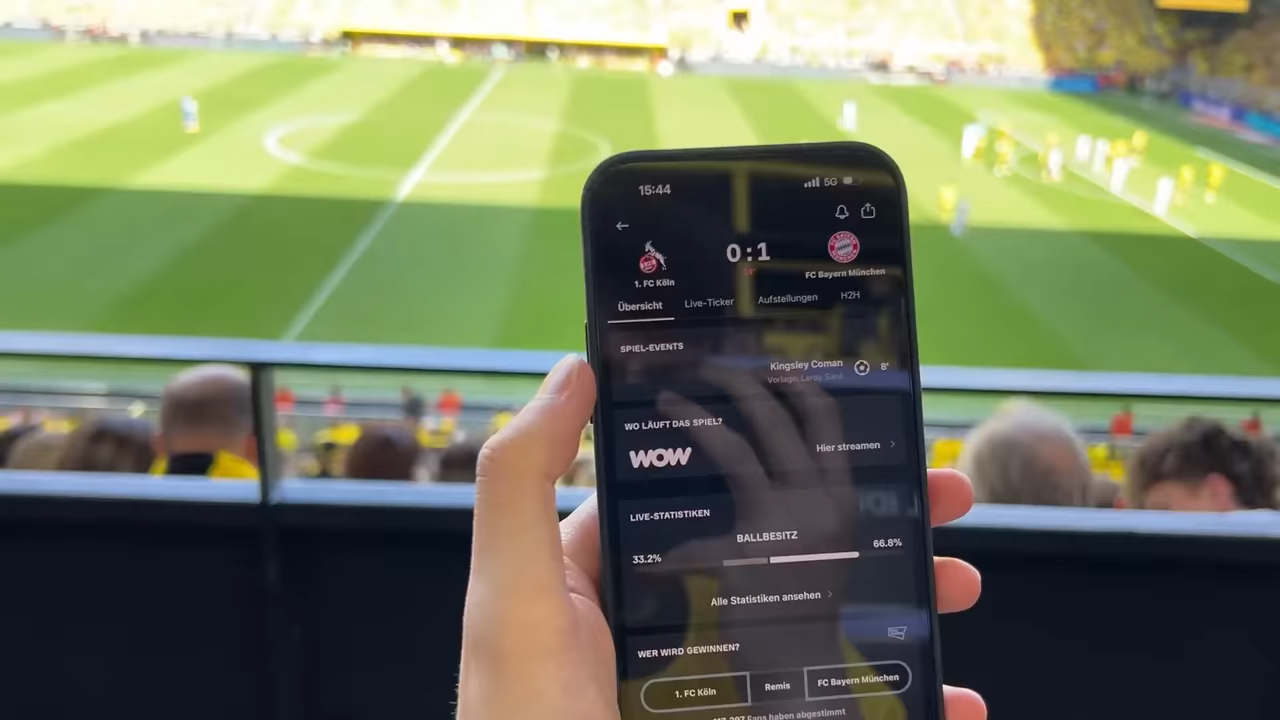 15:44
5G
0:1
14'
1. FC Köln
FC Bayern München
Übersicht Live-Ticker Aufstellungen H2H
SPIEL-EVENTS
Kingsley Coman 8'
Vorlage: Leroy Sané
WO LÄUFT DAS SPIEL?
WOW Hier streamen
LIVE-STATISTIKEN
BALLBESITZ
33.2% 66.8%
Alle Statistiken ansehen
WER WIRD GEWINNEN?
1. FC Köln Remis FC Bayern München
Fans haben abgestimmt